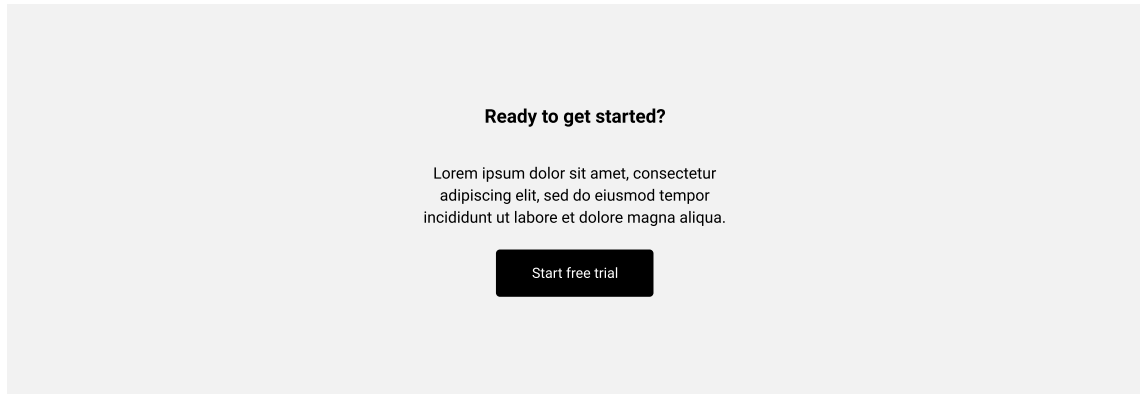 Ready to get started?
Lorem ipsum dolor sit amet, consectetur
adipiscing elit, sed do eiusmod tempor
incididunt ut labore et dolore magna aliqua.
Start free trial